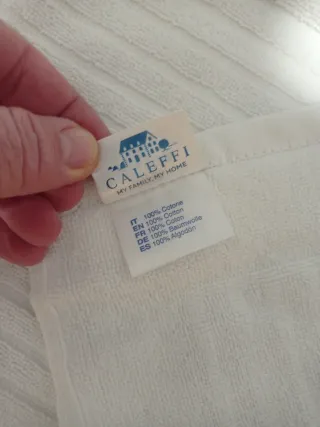 CALEFFI
MY FAMILY, MY HOME
IT 100% Cotone
EN 100% Cotton
FR 100% Coton
DE 100% Baumwolle
ES 100% Algodón